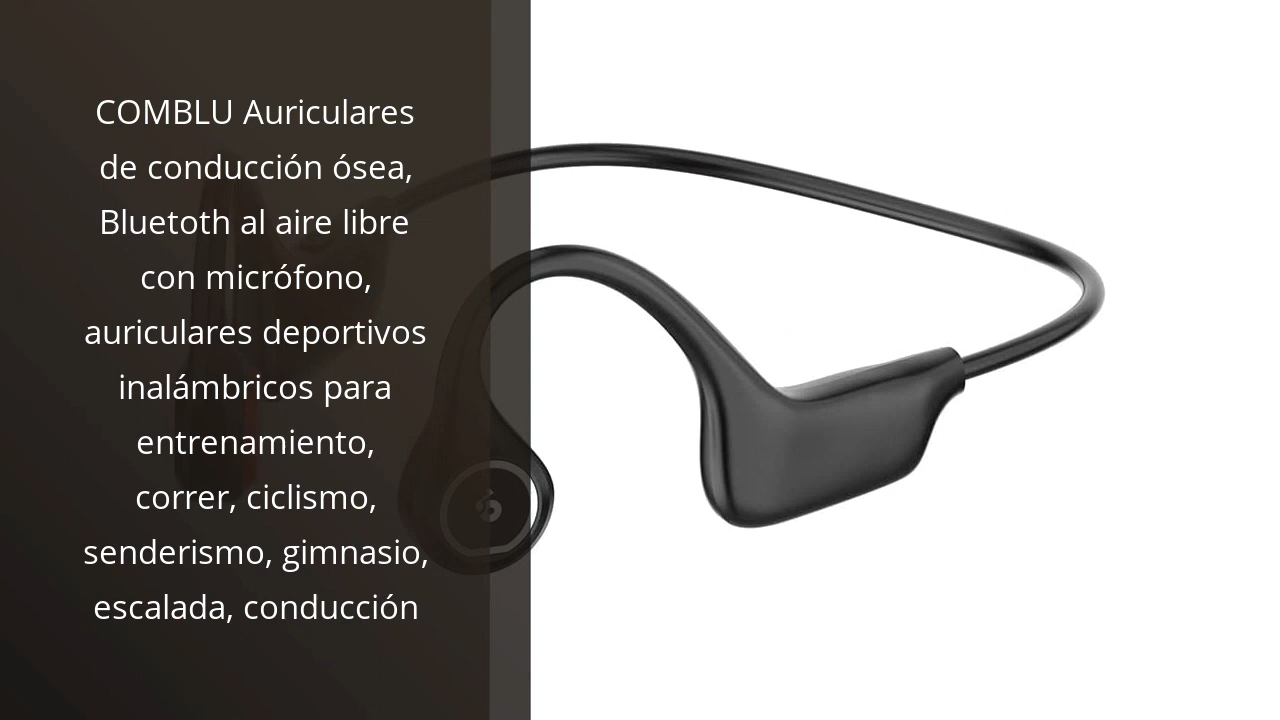 COMBLU Auriculares
de conducción ósea,
Bluetoth al aire libre
con micrófono,
auriculares deportivos
inalámbricos para
entrenamiento,
correr, ciclismo,
senderismo, gimnasio,
escalada, conducción